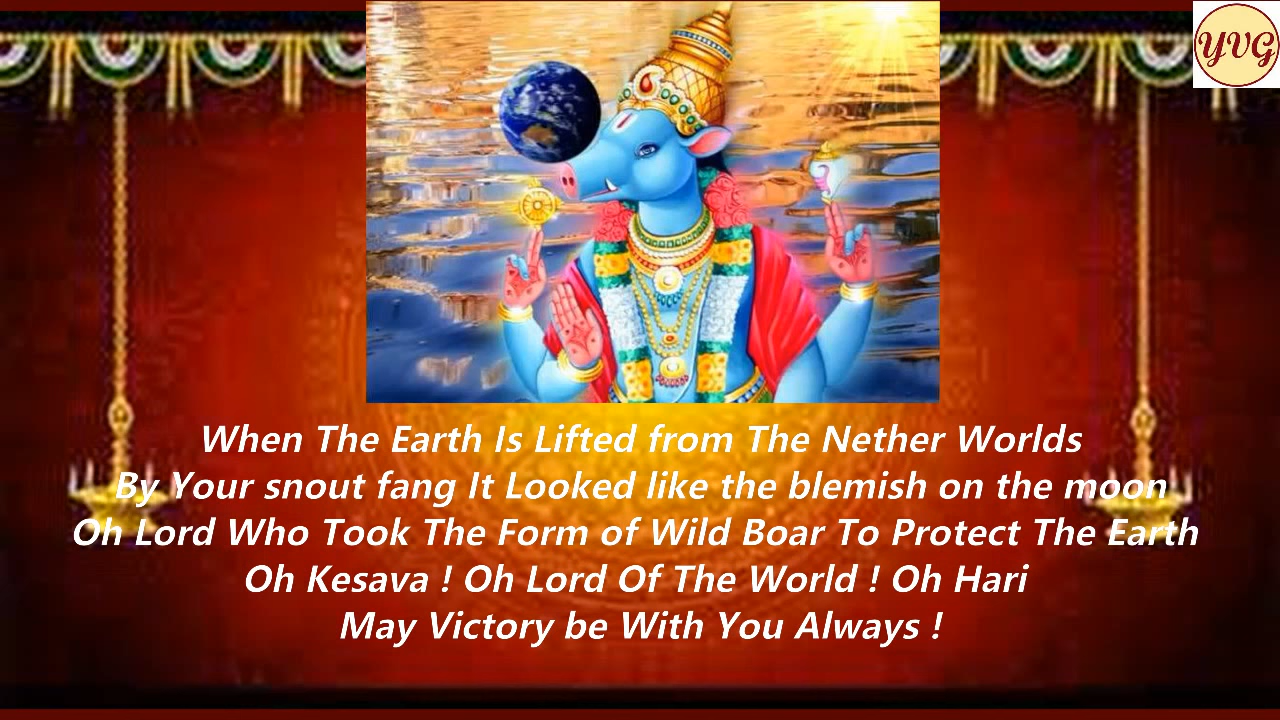 YVG
When The Earth Is Lifted from The Nether Worlds
By Your snout fang It Looked like the blemish on the moon
Oh Lord Who Took The Form of Wild Boar To Protect The Earth
Oh Kesava ! Oh Lord Of The World ! Oh Hari
May Victory be With You Always !